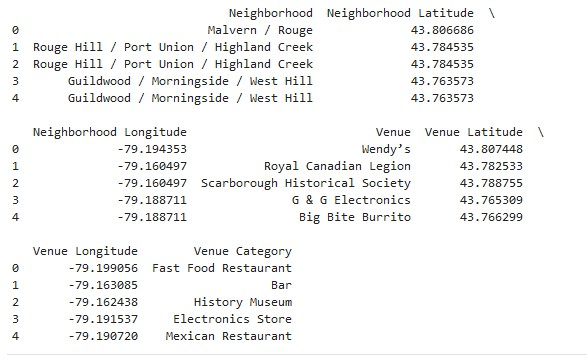 Neighborhood Neighborhood Latitude \
0 Malvern / Rouge 43.806686
1 Rouge Hill / Port Union / Highland Creek 43.784535
2 Rouge Hill / Port Union / Highland Creek 43.784535
3 Guildwood / Morningside / West Hill 43.763573
4 Guildwood / Morningside / West Hill 43.763573
Neighborhood Longitude Venue Venue Latitude \
0 -79.194353 Wendy’s 43.807448
1 -79.160497 Royal Canadian Legion 43.782533
2 -79.160497 Scarborough Historical Society 43.788755
3 -79.188711 G & G Electronics 43.765309
4 -79.188711 Big Bite Burrito 43.766299
Venue Longitude Venue Category
0 -79.199056 Fast Food Restaurant
1 -79.163085 Bar
2 -79.162438 History Museum
3 -79.191537 Electronics Store
4 -79.190720 Mexican Restaurant